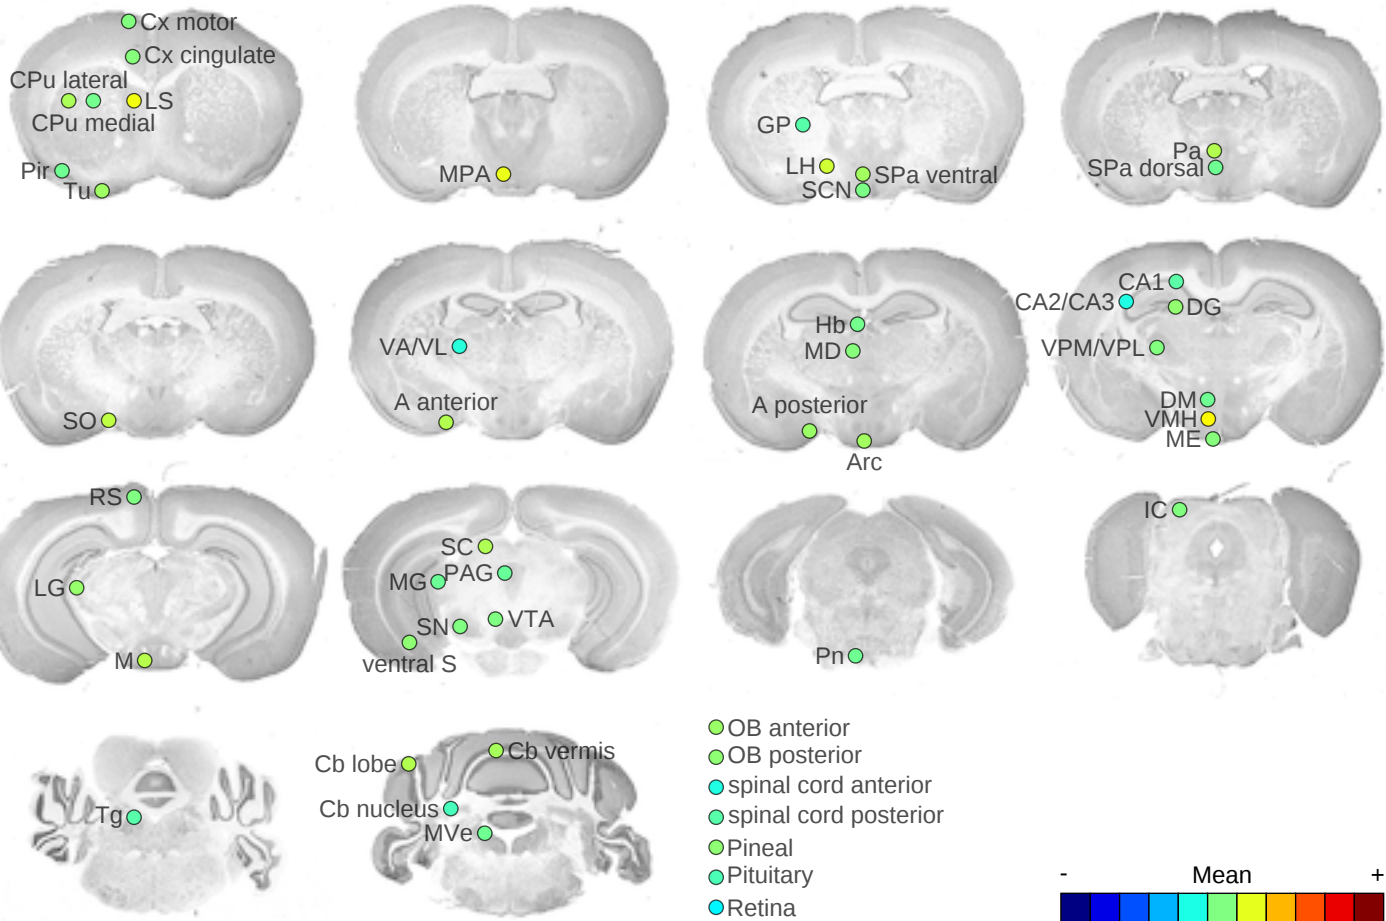 Cx motor
Cx cingulate
CPu lateral
LS
CPu medial
Pir
Tu
MPA
GP
LH
SPa ventral
SCN
Pa
SPa dorsal
SO
VA/VL
A anterior
Hb
MD
A posterior
Arc
CA1
CA2/CA3
DG
VPM/VPL
DM
VMH
ME
RS
LG
M
SC
MG
PAG
SN
VTA
ventral S
Pn
IC
Tg
Cb lobe
Cb vermis
Cb nucleus
MVe
OB anterior
OB posterior
spinal cord anterior
spinal cord posterior
Pineal
Pituitary
Retina
- Mean +